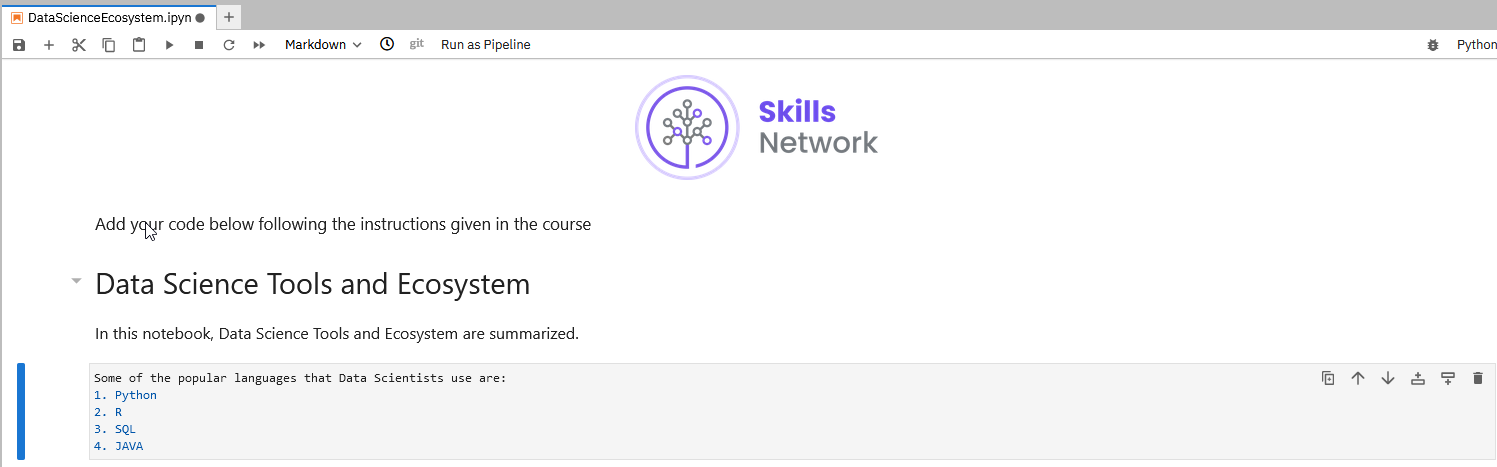 DataScienceEcosystem.ipyn
Markdown git Run as Pipeline Python
Skills
Network
Add your code below following the instructions given in the course
Data Science Tools and Ecosystem
In this notebook, Data Science Tools and Ecosystem are summarized.
Some of the popular languages that Data Scientists use are:
1. Python
2. R
3. SQL
4. JAVA